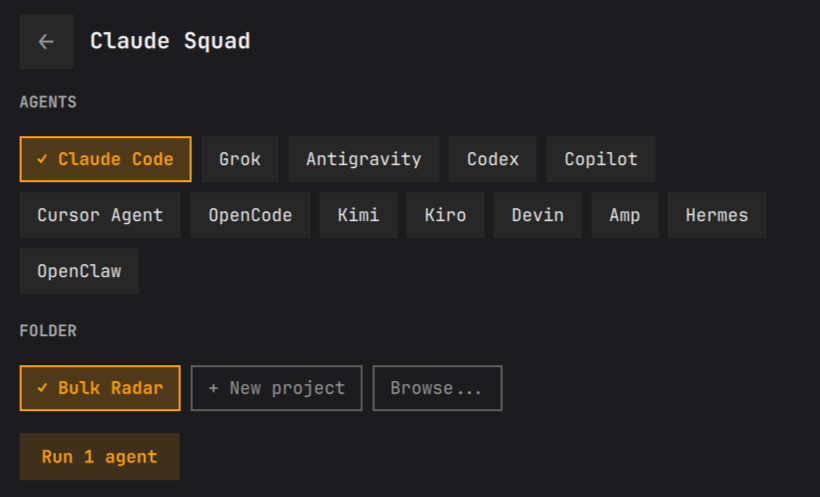 ← Claude Squad
AGENTS
✓ Claude Code Grok Antigravity Codex Copilot
Cursor Agent OpenCode Kimi Kiro Devin Amp Hermes
OpenClaw
FOLDER
✓ Bulk Radar + New project Browse...
Run 1 agent